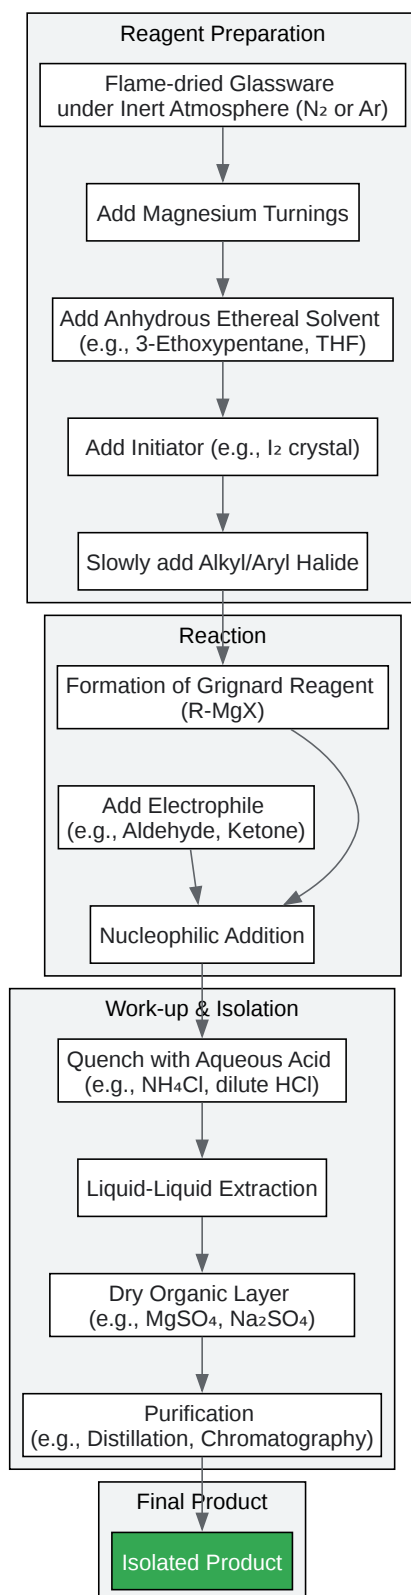 Reagent Preparation
Flame-dried Glassware
under Inert Atmosphere (N₂ or Ar)
Add Magnesium Turnings
Add Anhydrous Ethereal Solvent
(e.g., 3-Ethoxypentane, THF)
Add Initiator (e.g., I₂ crystal)
Slowly add Alkyl/Aryl Halide
Reaction
Formation of Grignard Reagent
(R-MgX)
Add Electrophile
(e.g., Aldehyde, Ketone)
Nucleophilic Addition
Work-up & Isolation
Quench with Aqueous Acid
(e.g., NH₄Cl, dilute HCl)
Liquid-Liquid Extraction
Dry Organic Layer
(e.g., MgSO₄, Na₂SO₄)
Purification
(e.g., Distillation, Chromatography)
Final Product
Isolated Product